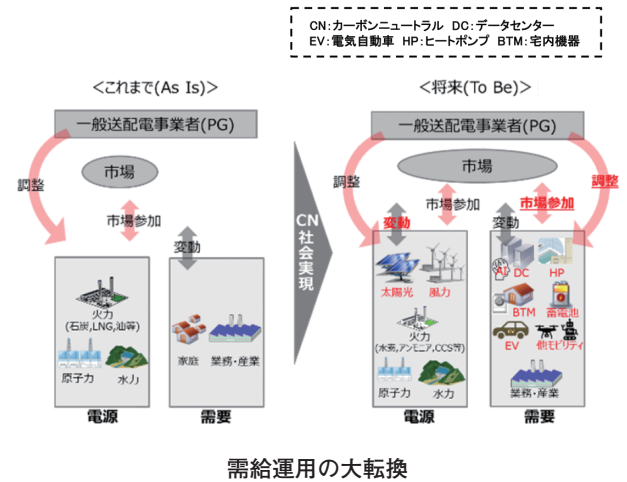 CN:カーボンニュートラル DC:データセンター
EV:電気自動車 HP:ヒートポンプ BTM:宅内機器
＜これまで(As Is)＞
一般送配電事業者(PG)
調整
市場
市場参加
変動
火力
(石炭,LNG,油等)
原子力
水力
家庭
業務・産業
電源
需要
CN社会実現
＜将来(To Be)＞
一般送配電事業者(PG)
市場
調整
市場参加
市場参加
調整
変動
変動
太陽光
風力
火力
(水素,アンモニア,CCS等)
原子力
水力
AI DC
HP
BTM
蓄電池
EV
他モビリティ
業務・産業
電源
需要
需給運用の大転換